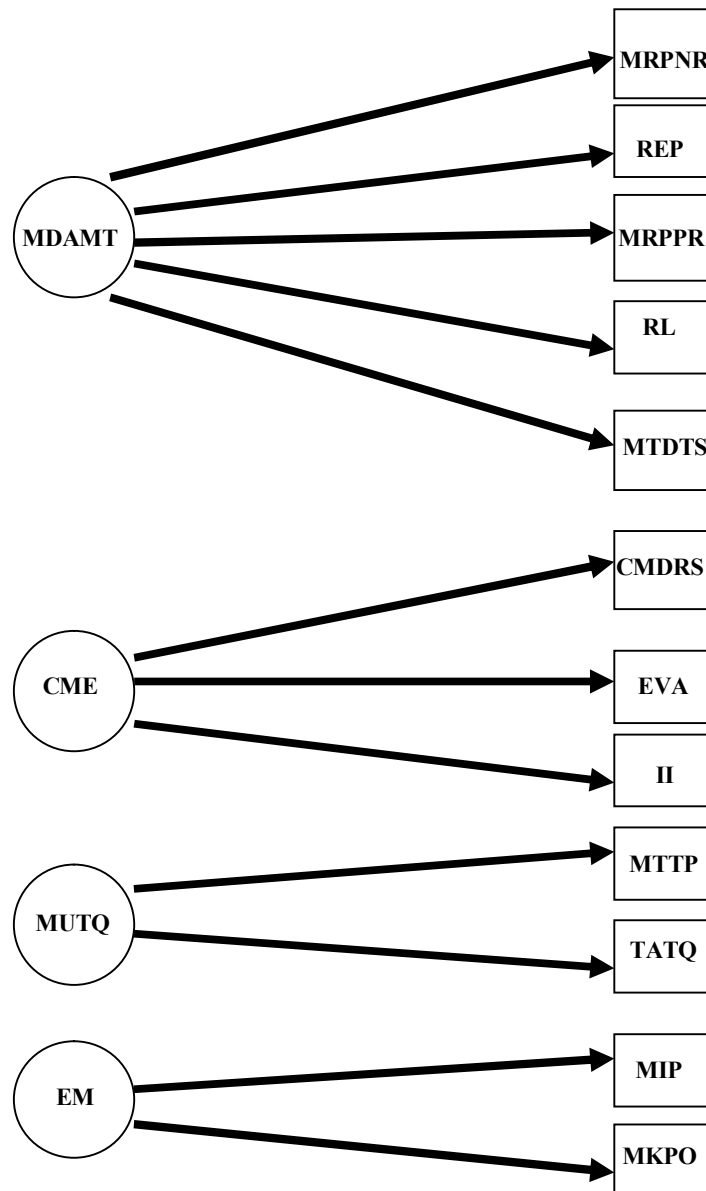 MRPNR
REP
MDAMT
MRPPR
RL
MTDTS
CMDRS
CME
EVA
II
MTTP
MUTQ
TATQ
MIP
EM
MKPO